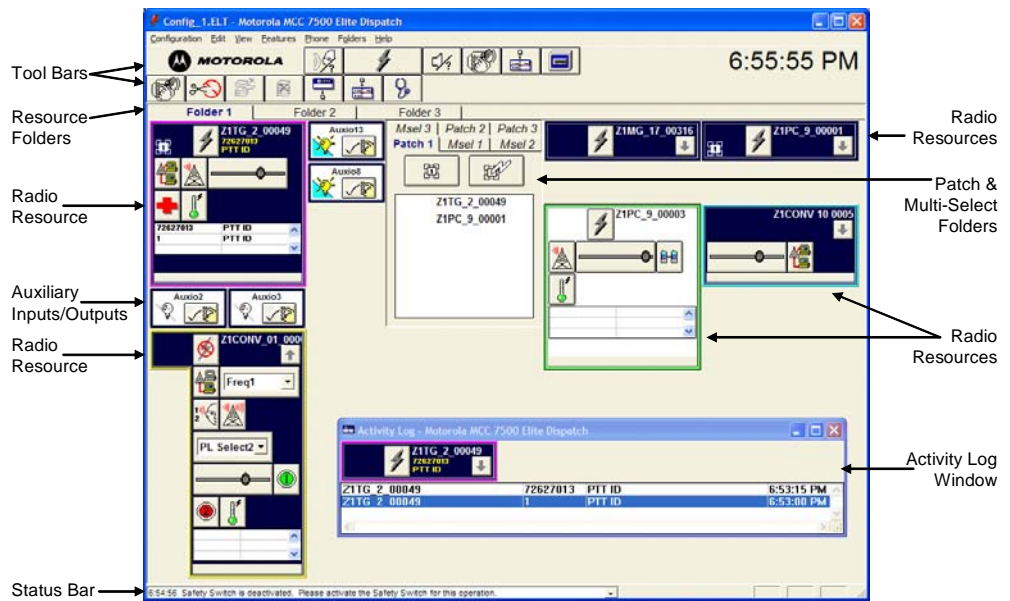 Config_1.ELT - Motorola MCC 7500 Elite Dispatch
Configuration Edit View Features Phone Folders Help
MOTOROLA
6:55:55 PM
Tool Bars
Resource
Folders
Folder 1 Folder 2 Folder 3
Radio
Resources
Z1TG_2_00049
72627013
PTT ID
Auxio13
Auxio8
Msel 3 Patch 2 Patch 3
Patch 1 Msel 1 Msel 2
Z1MG_17_00316
Z1PC_9_00001
Z1TG_2_00049
Z1PC_9_00001
Patch &
Multi-Select
Folders
Radio
Resource
72627013 PTT ID
1 PTT ID
Z1PC_9_00003
Z1CONV 10 0005
Auxiliary
Inputs/Outputs
Auxio2
Auxio3
Radio
Resource
Z1CONV_01_000
Freq1
PL Select2
Radio
Resources
Activity Log - Motorola MCC 7500 Elite Dispatch
Z1TG_2_00049
72627013
PTT ID
Z1TG_2_00049 72627013 PTT ID 6:53:15 PM
Z1TG_2_00049 1 PTT ID 6:53:00 PM
Activity Log
Window
Status Bar
6:54:56 Safety Switch is deactivated. Please activate the Safety Switch for this operation.